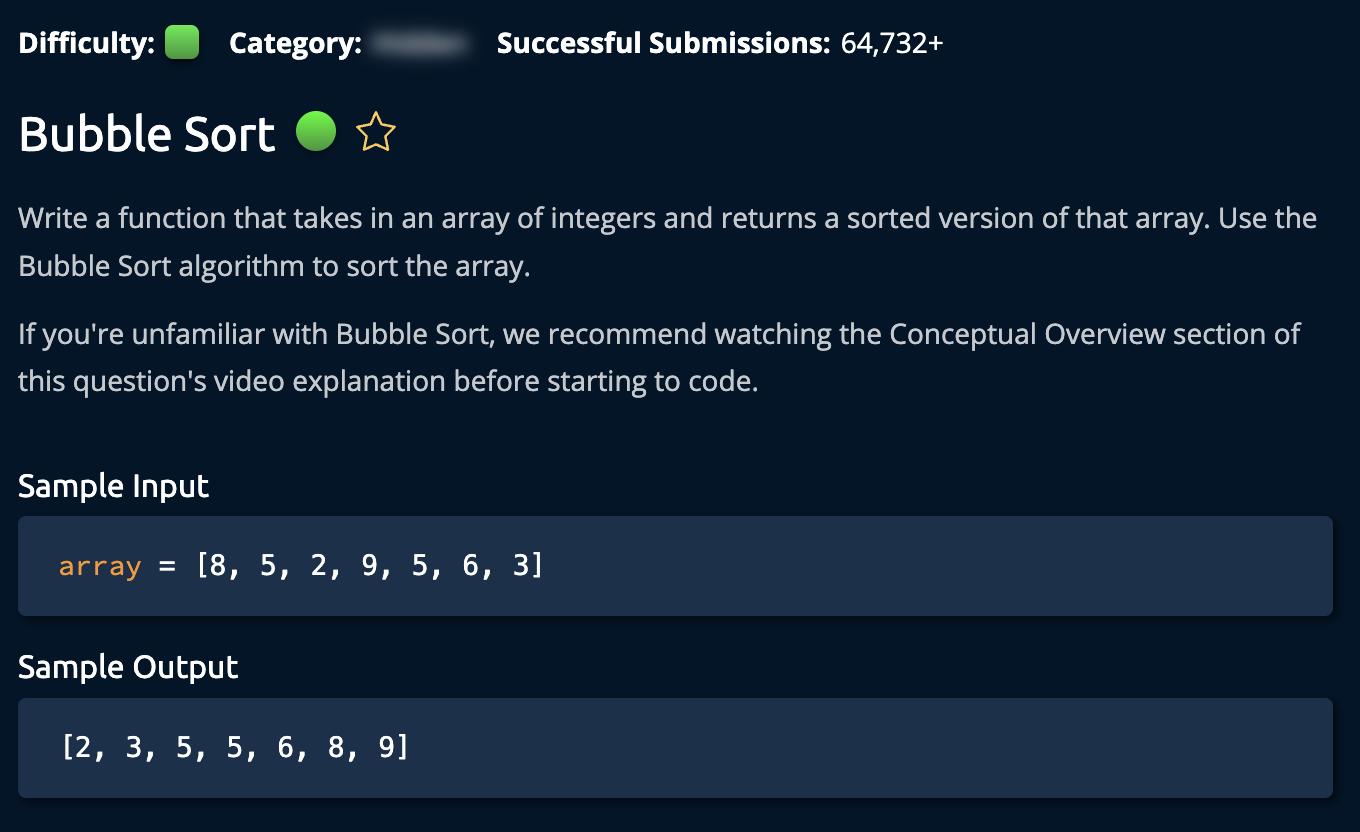 Difficulty: Category: Successful Submissions: 64,732+
Bubble Sort
Write a function that takes in an array of integers and returns a sorted version of that array. Use the
Bubble Sort algorithm to sort the array.
If you're unfamiliar with Bubble Sort, we recommend watching the Conceptual Overview section of
this question's video explanation before starting to code.
Sample Input
array = [8, 5, 2, 9, 5, 6, 3]
Sample Output
[2, 3, 5, 5, 6, 8, 9]